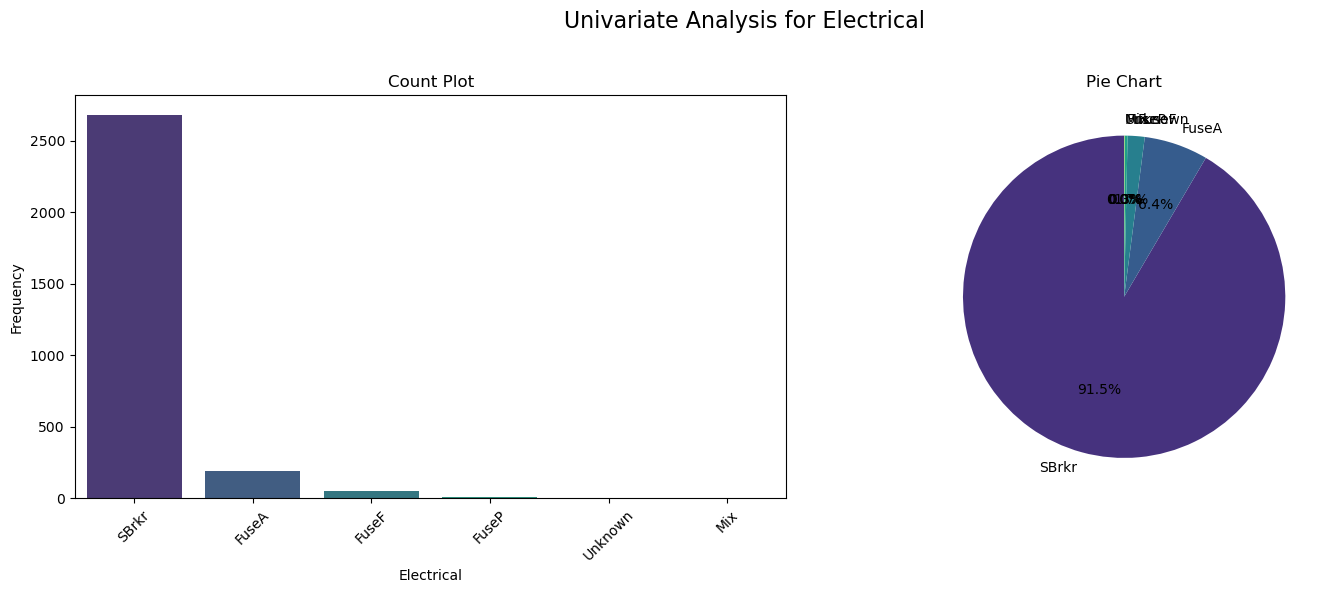 Univariate Analysis for Electrical
Count Plot
Frequency
2500
2000
1500
1000
500
0
SBrkr
FuseA
FuseF
FuseP
Unknown
Mix
Electrical
Pie Chart
FuseA
6.4%
91.5%
SBrkr